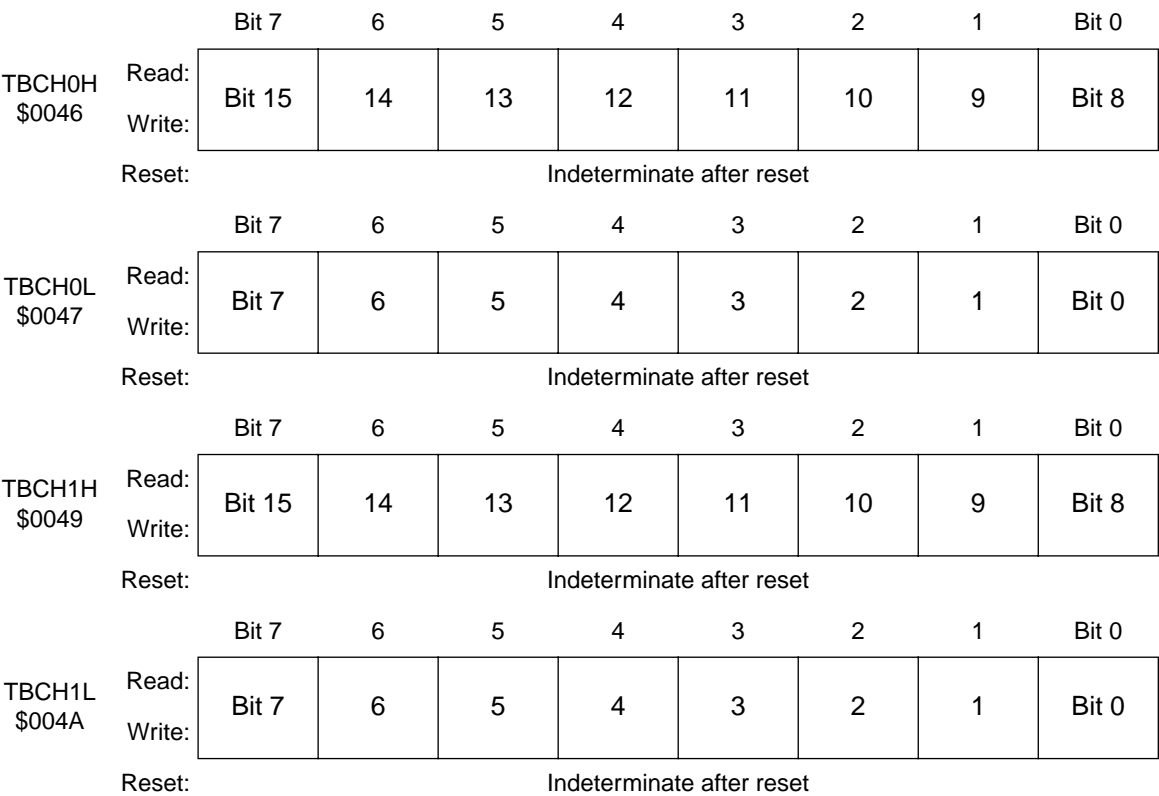 Bit 7 6 5 4 3 2 1 Bit 0
TBCH0H
$0046
Read:
Write:
Bit 15 14 13 12 11 10 9 Bit 8
Reset: Indeterminate after reset
Bit 7 6 5 4 3 2 1 Bit 0
TBCH0L
$0047
Read:
Write:
Bit 7 6 5 4 3 2 1 Bit 0
Reset: Indeterminate after reset
Bit 7 6 5 4 3 2 1 Bit 0
TBCH1H
$0049
Read:
Write:
Bit 15 14 13 12 11 10 9 Bit 8
Reset: Indeterminate after reset
Bit 7 6 5 4 3 2 1 Bit 0
TBCH1L
$004A
Read:
Write:
Bit 7 6 5 4 3 2 1 Bit 0
Reset: Indeterminate after reset